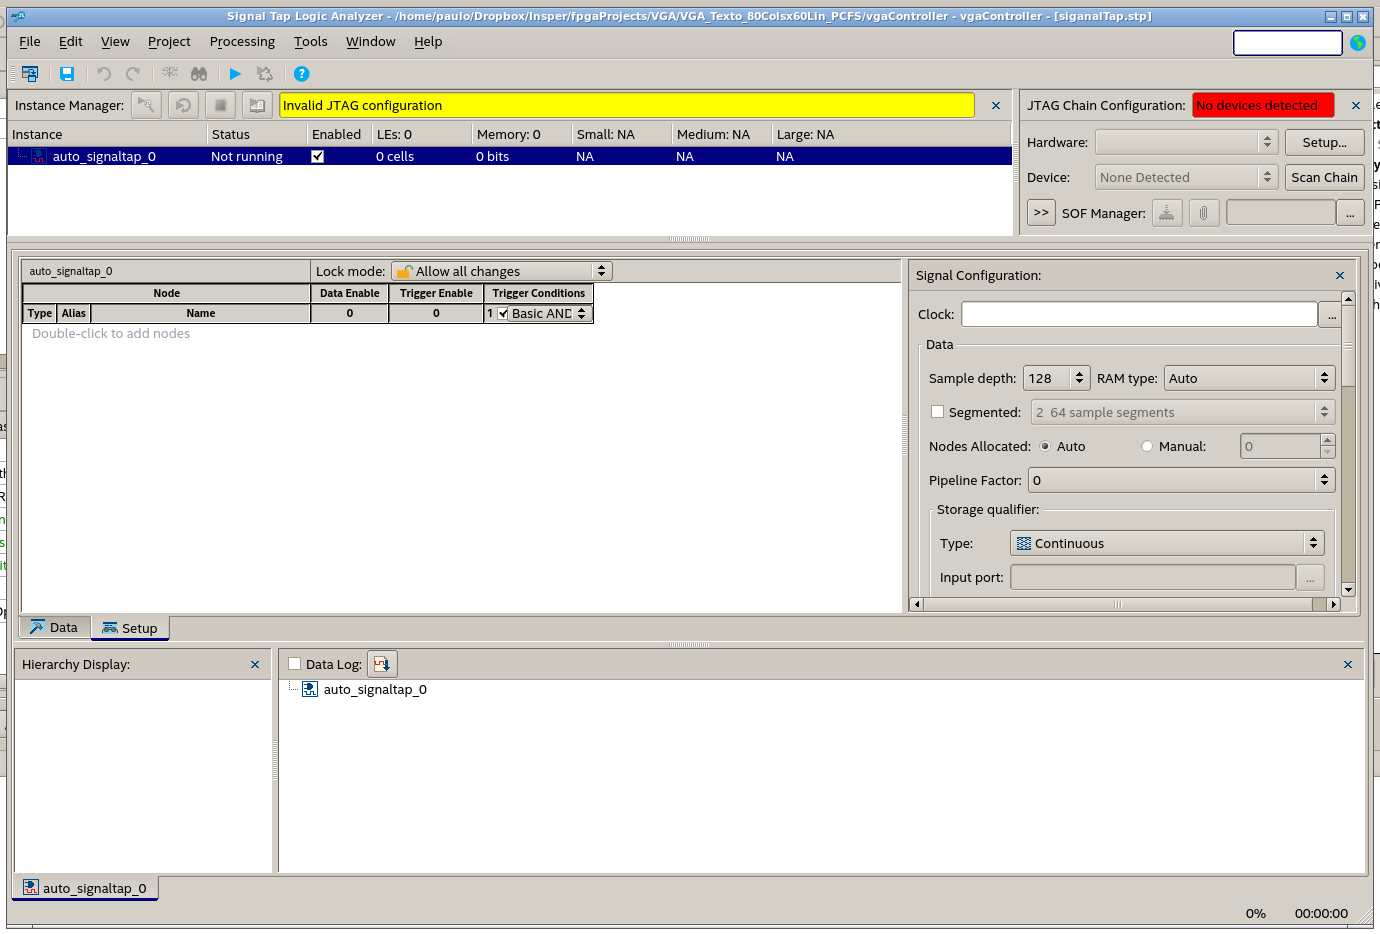 Signal Tap Logic Analyzer - /home/paulo/Dropbox/Insper/fpgaProjects/VGA/VGA_Texto_80Colsx60Lin_PCFS/vgaController - vgaController - [siganalTap.stp]
File Edit View Project Processing Tools Window Help
Instance Manager: Invalid JTAG configuration
Instance Status Enabled LEs: 0 Memory: 0 Small: NA Medium: NA Large: NA
auto_signaltap_0 Not running 0 cells 0 bits NA NA NA
JTAG Chain Configuration: No devices detected
Hardware: Setup...
Device: None Detected Scan Chain
>> SOF Manager: ...
auto_signaltap_0 Lock mode: Allow all changes
Node Data Enable Trigger Enable Trigger Conditions
Type Alias Name 0 0 1 Basic AND
Double-click to add nodes
Signal Configuration:
Clock: ...
Data
Sample depth: 128 RAM type: Auto
Segmented: 2 64 sample segments
Nodes Allocated: Auto Manual: 0
Pipeline Factor: 0
Storage qualifier:
Type: Continuous
Input port: ...
Data Setup
Hierarchy Display:
Data Log:
auto_signaltap_0
auto_signaltap_0
0% 00:00:00